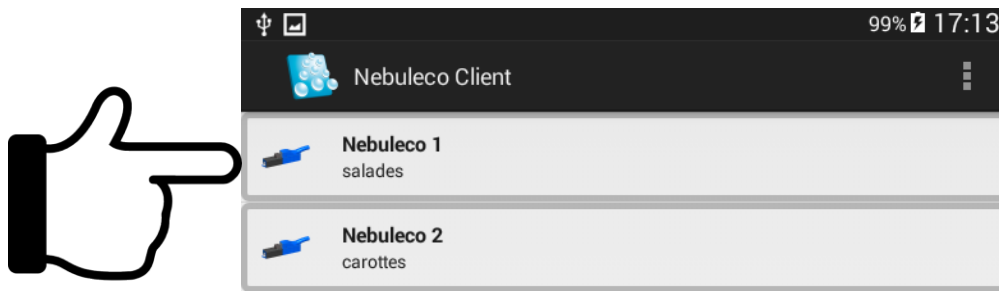 99% 17:13
Nebuleco Client
Nebuleco 1
salades
Nebuleco 2
carottes